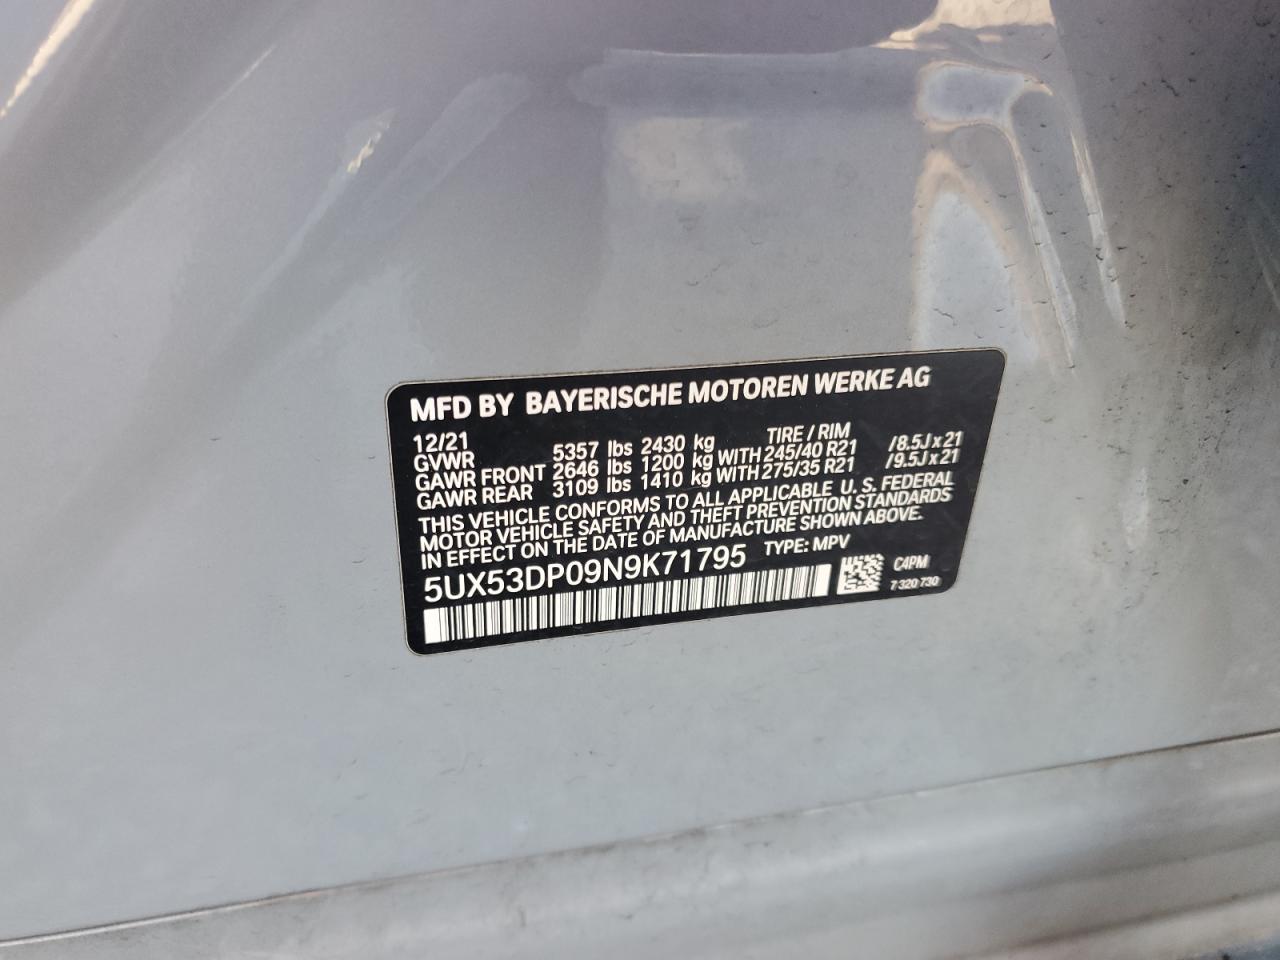 MFD BY BAYERISCHE MOTOREN WERKE AG
12/21 TIRE / RIM
GVWR 5357 lbs 2430 kg
GAWR FRONT 2646 lbs 1200 kg WITH 245/40 R21 /8.5J x 21
GAWR REAR 3109 lbs 1410 kg WITH 275/35 R21 /9.5J x 21
THIS VEHICLE CONFORMS TO ALL APPLICABLE U. S. FEDERAL
MOTOR VEHICLE SAFETY AND THEFT PREVENTION STANDARDS
IN EFFECT ON THE DATE OF MANUFACTURE SHOWN ABOVE.
5UX53DP09N9K71795 TYPE: MPV
C4PM
7 320 730